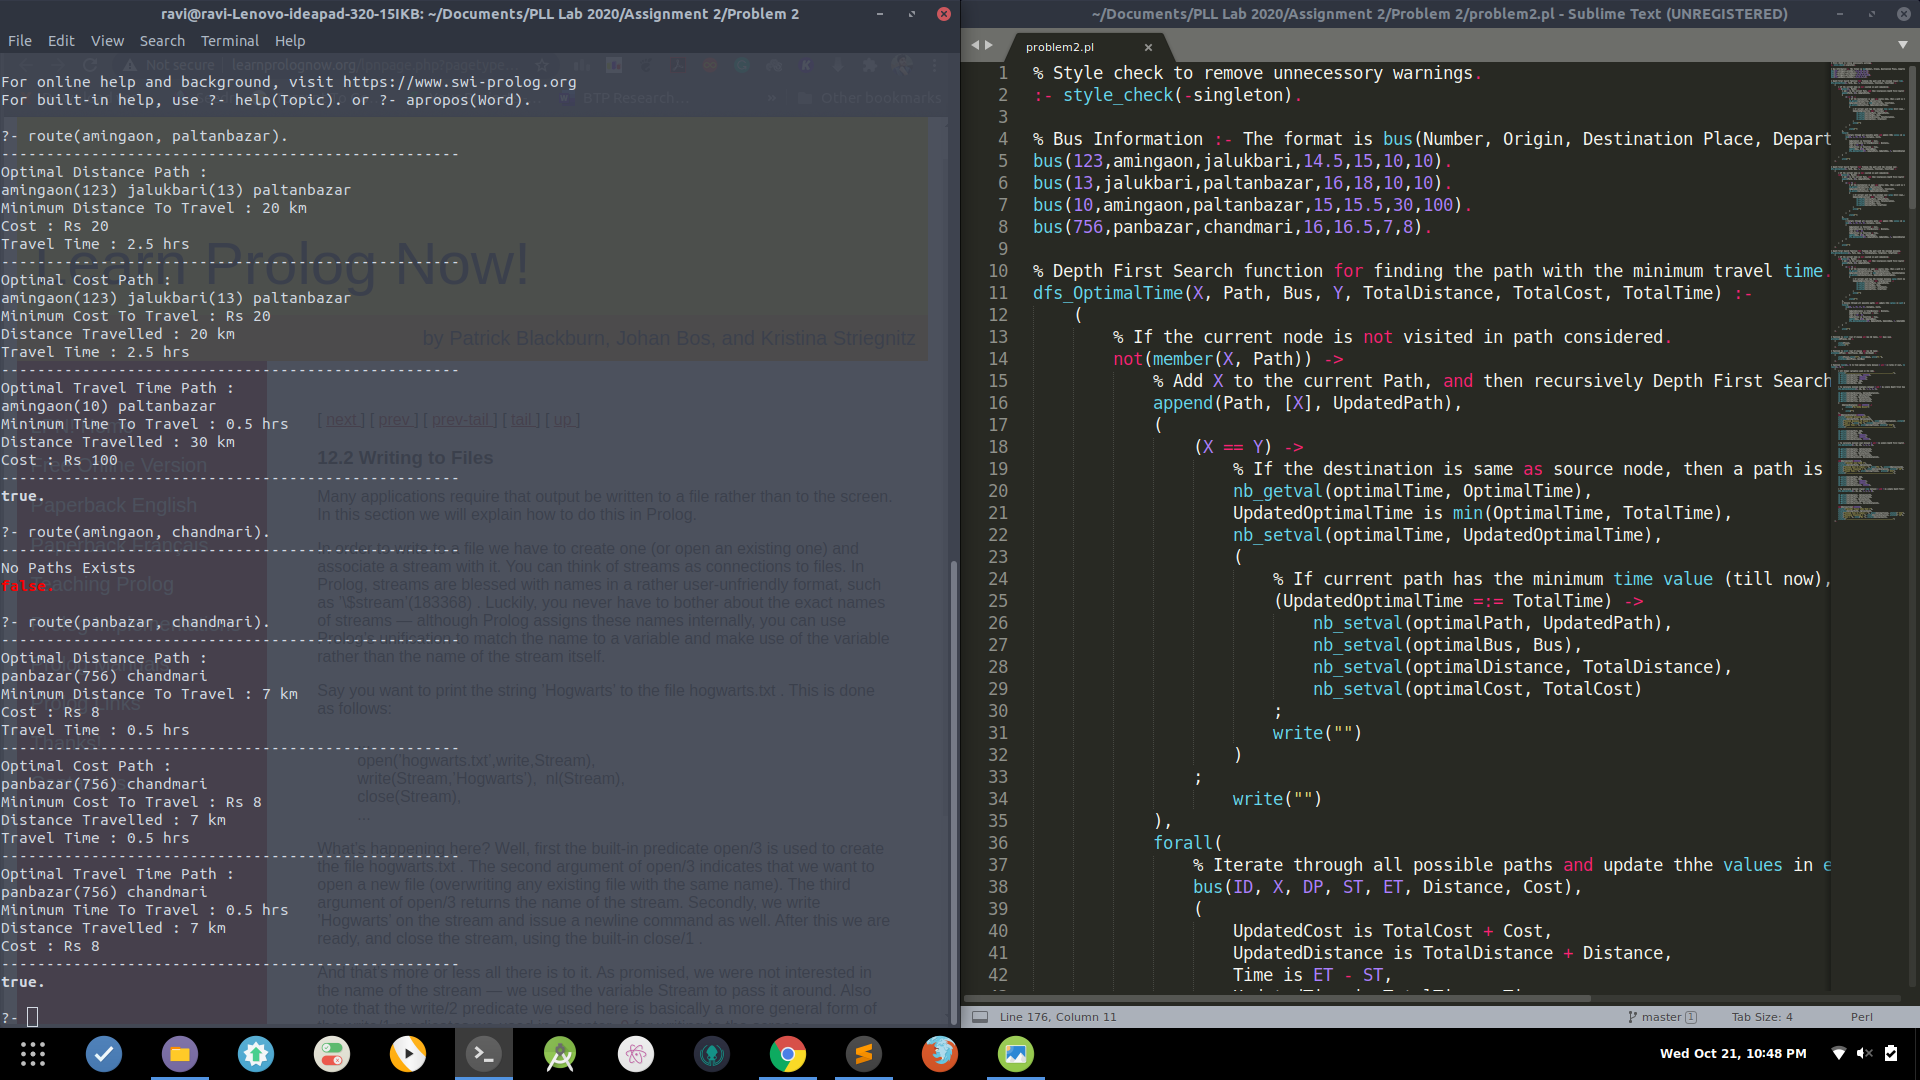 ravi@ravi-Lenovo-ideapad-320-15IKB: ~/Documents/PLL Lab 2020/Assignment 2/Problem 2
File Edit View Search Terminal Help
For online help and background, visit https://www.swi-prolog.org
For built-in help, use ?- help(Topic). or ?- apropos(Word).
?- route(amingaon, paltanbazar).
---------------------------------------------------
Optimal Distance Path :
amingaon(123) jalukbari(13) paltanbazar
Minimum Distance To Travel : 20 km
Cost : Rs 20
Travel Time : 2.5 hrs
---------------------------------------------------
Optimal Cost Path :
amingaon(123) jalukbari(13) paltanbazar
Minimum Cost To Travel : Rs 20
Distance Travelled : 20 km
Travel Time : 2.5 hrs
---------------------------------------------------
Optimal Travel Time Path :
amingaon(10) paltanbazar
Minimum Time To Travel : 0.5 hrs
Distance Travelled : 30 km
Cost : Rs 100
---------------------------------------------------
true.
?- route(amingaon, chandmari).
---------------------------------------------------
No Paths Exists
false.
?- route(panbazar, chandmari).
---------------------------------------------------
Optimal Distance Path :
panbazar(756) chandmari
Minimum Distance To Travel : 7 km
Cost : Rs 8
Travel Time : 0.5 hrs
---------------------------------------------------
Optimal Cost Path :
panbazar(756) chandmari
Minimum Cost To Travel : Rs 8
Distance Travelled : 7 km
Travel Time : 0.5 hrs
---------------------------------------------------
Optimal Travel Time Path :
panbazar(756) chandmari
Minimum Time To Travel : 0.5 hrs
Distance Travelled : 7 km
Cost : Rs 8
---------------------------------------------------
true.
?-
Not secure learnprolognow.org/lpnpage.php?pagetype...
BTP Research...
Other bookmarks
Learn Prolog Now!
by Patrick Blackburn, Johan Bos, and Kristina Striegnitz
[ next ] [ prev ] [ prev-tail ] [ tail ] [ up ]
Free Online Version
Paperback English
Paperback Français
Teaching Prolog
Prolog Manuals
Prolog Links
Thanks!
12.2 Writing to Files
Many applications require that output be written to a file rather than to the screen.
In this section we will explain how to do this in Prolog.
In order to write to a file we have to create one (or open an existing one) and
associate a stream with it. You can think of streams as connections to files. In
Prolog, streams are blessed with names in a rather user-unfriendly format, such
as '\$stream'(183368) . Luckily, you never have to bother about the exact names
of streams — although Prolog assigns these names internally, you can use
Prolog's unification to match the name to a variable and make use of the variable
rather than the name of the stream itself.
Say you want to print the string 'Hogwarts' to the file hogwarts.txt . This is done
as follows:
open('hogwarts.txt',write,Stream),
write(Stream,'Hogwarts'), nl(Stream),
close(Stream),
...
What's happening here? Well, first the built-in predicate open/3 is used to create
the file hogwarts.txt . The second argument of open/3 indicates that we want to
open a new file (overwriting any existing file with the same name). The third
argument of open/3 returns the name of the stream. Secondly, we write
'Hogwarts' on the stream and issue a newline command as well. After this we are
ready, and close the stream, using the built-in close/1 .
And that's more or less all there is to it. As promised, we were not interested in
the name of the stream — we used the variable Stream to pass it around. Also
note that the write/2 predicate we used here is basically a more general form of
~/Documents/PLL Lab 2020/Assignment 2/Problem 2/problem2.pl - Sublime Text (UNREGISTERED)
problem2.pl ×
1 % Style check to remove unnecessory warnings.
2 :- style_check(-singleton).
3
4 % Bus Information :- The format is bus(Number, Origin, Destination Place, Depart
5 bus(123,amingaon,jalukbari,14.5,15,10,10).
6 bus(13,jalukbari,paltanbazar,16,18,10,10).
7 bus(10,amingaon,paltanbazar,15,15.5,30,100).
8 bus(756,panbazar,chandmari,16,16.5,7,8).
9
10 % Depth First Search function for finding the path with the minimum travel time.
11 dfs_OptimalTime(X, Path, Bus, Y, TotalDistance, TotalCost, TotalTime) :-
12 (
13 % If the current node is not visited in path considered.
14 not(member(X, Path)) ->
15 % Add X to the current Path, and then recursively Depth First Search
16 append(Path, [X], UpdatedPath),
17 (
18 (X == Y) ->
19 % If the destination is same as source node, then a path is
20 nb_getval(optimalTime, OptimalTime),
21 UpdatedOptimalTime is min(OptimalTime, TotalTime),
22 nb_setval(optimalTime, UpdatedOptimalTime),
23 (
24 % If current path has the minimum time value (till now),
25 (UpdatedOptimalTime =:= TotalTime) ->
26 nb_setval(optimalPath, UpdatedPath),
27 nb_setval(optimalBus, Bus),
28 nb_setval(optimalDistance, TotalDistance),
29 nb_setval(optimalCost, TotalCost)
30 ;
31 write("")
32 )
33 ;
34 write("")
35 ),
36 forall(
37 % Iterate through all possible paths and update thhe values in e
38 bus(ID, X, DP, ST, ET, Distance, Cost),
39 (
40 UpdatedCost is TotalCost + Cost,
41 UpdatedDistance is TotalDistance + Distance,
42 Time is ET - ST,
Line 176, Column 11
master 1
Tab Size: 4
Perl
Wed Oct 21, 10:48 PM